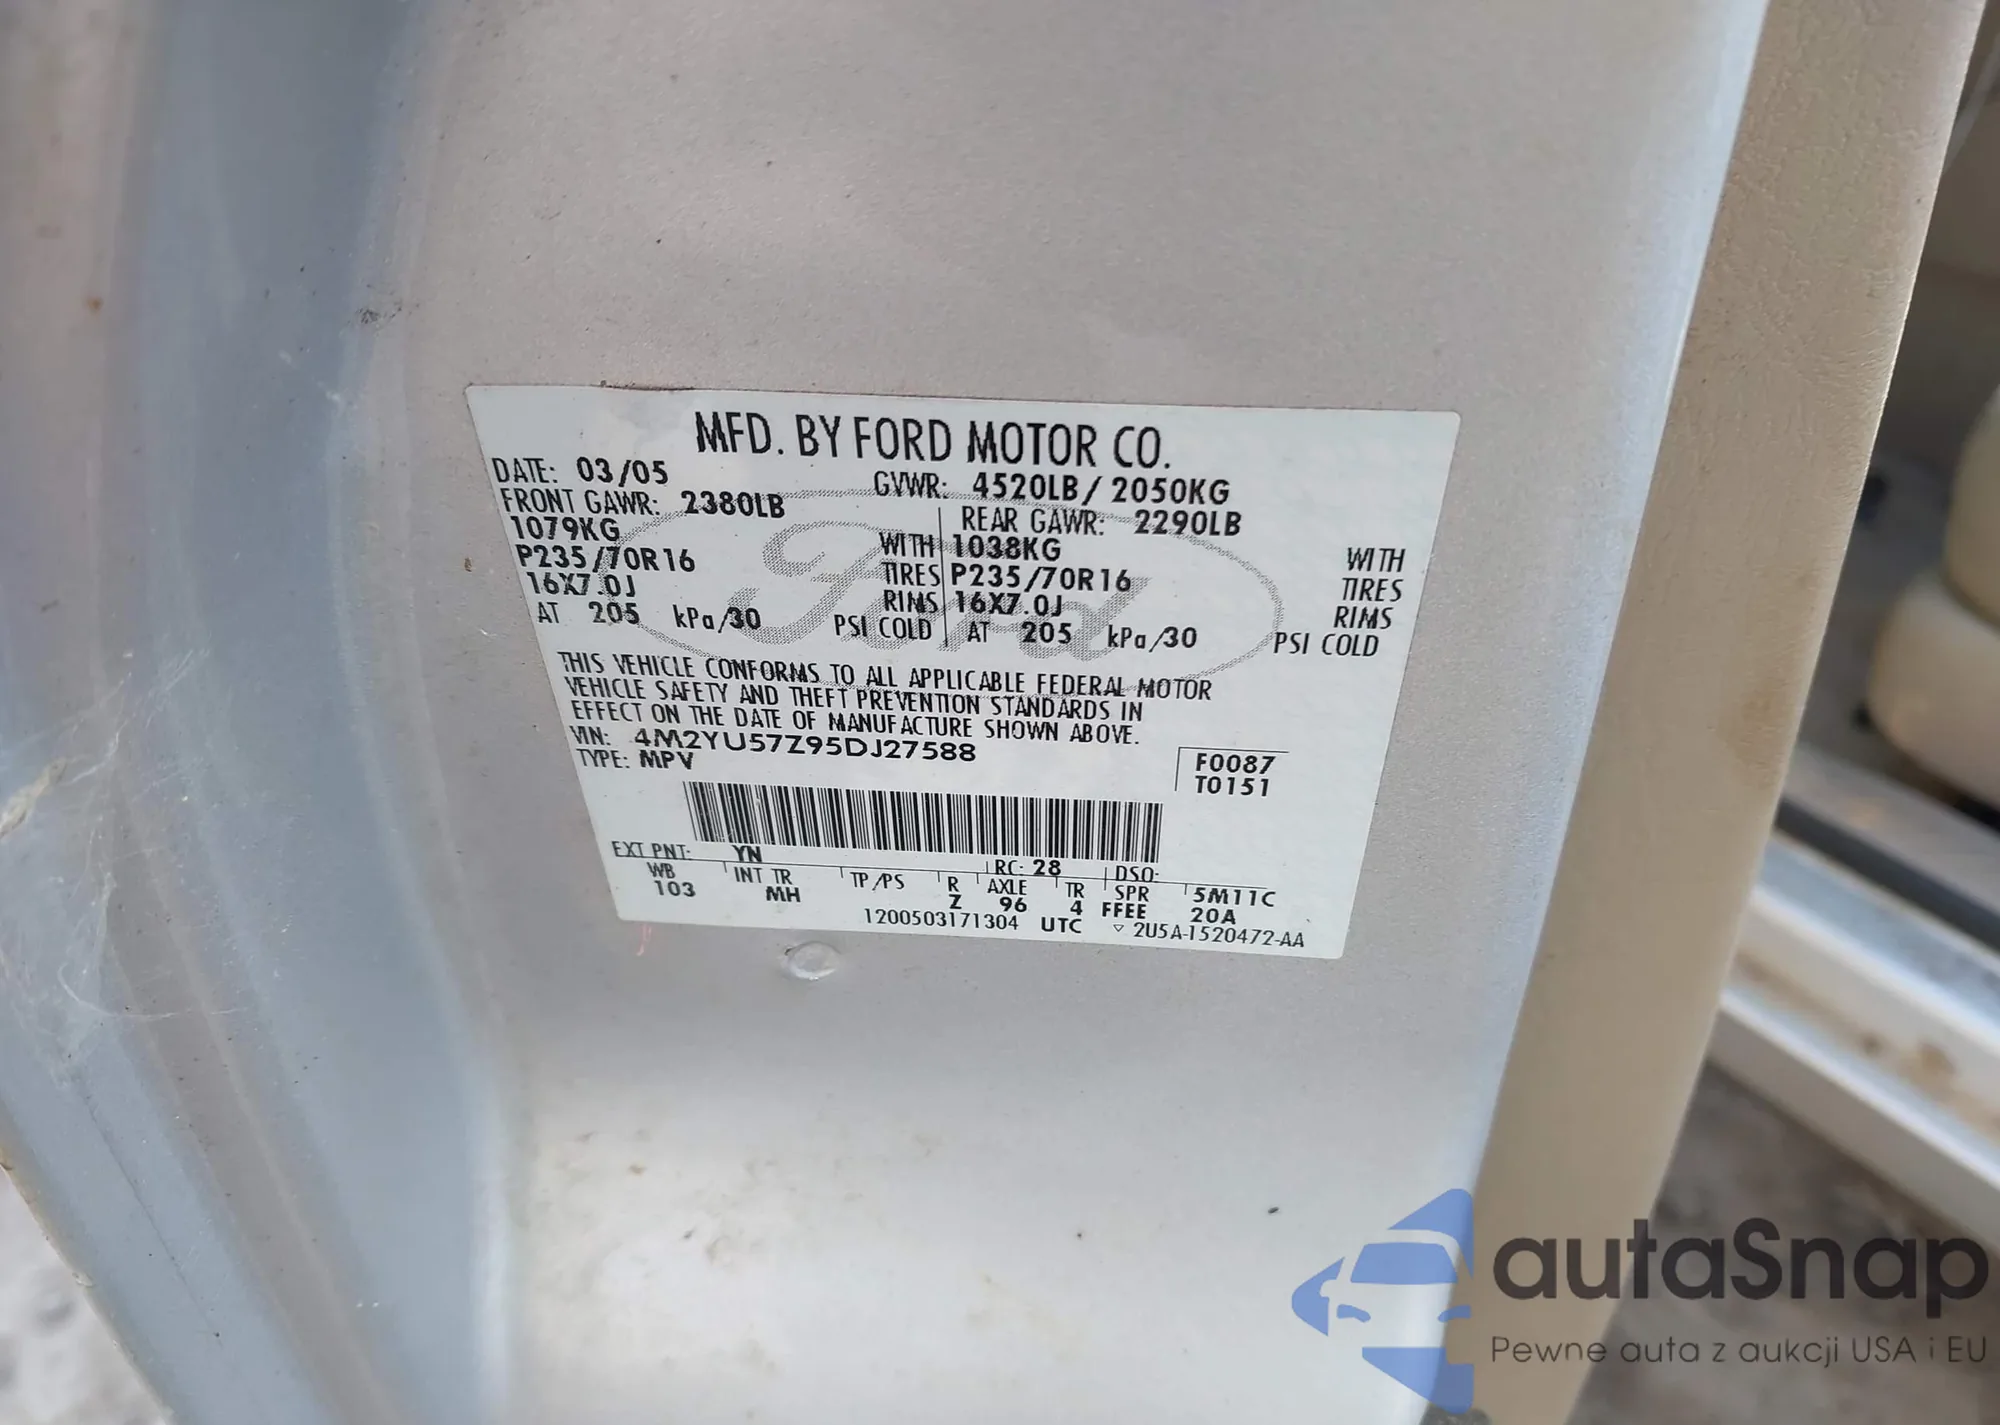 MFD. BY FORD MOTOR CO.
DATE: 03/05 GVWR: 4520LB/ 2050KG
FRONT GAWR: 2380LB REAR GAWR: 2290LB
1079KG WITH 1038KG WITH
P235/70R16 TIRES P235/70R16 TIRES
16X7.0J RIMS 16X7.0J RIMS
AT 205 kPa/30 PSI COLD AT 205 kPa/30 PSI COLD
Ford
THIS VEHICLE CONFORMS TO ALL APPLICABLE FEDERAL MOTOR
VEHICLE SAFETY AND THEFT PREVENTION STANDARDS IN
EFFECT ON THE DATE OF MANUFACTURE SHOWN ABOVE.
VIN: 4M2YU57Z95DJ27588
TYPE: MPV
F0087
T0151
EXT PNT: YN RC: 28 DSO:
WB INT TR TP/PS R AXLE TR SPR 5M11C
103 MH Z 96 4 FFEE 20A
1200503171304 UTC ▽ 2U5A-1520472-AA
autaSnap
Pewne auta z aukcji USA i EU